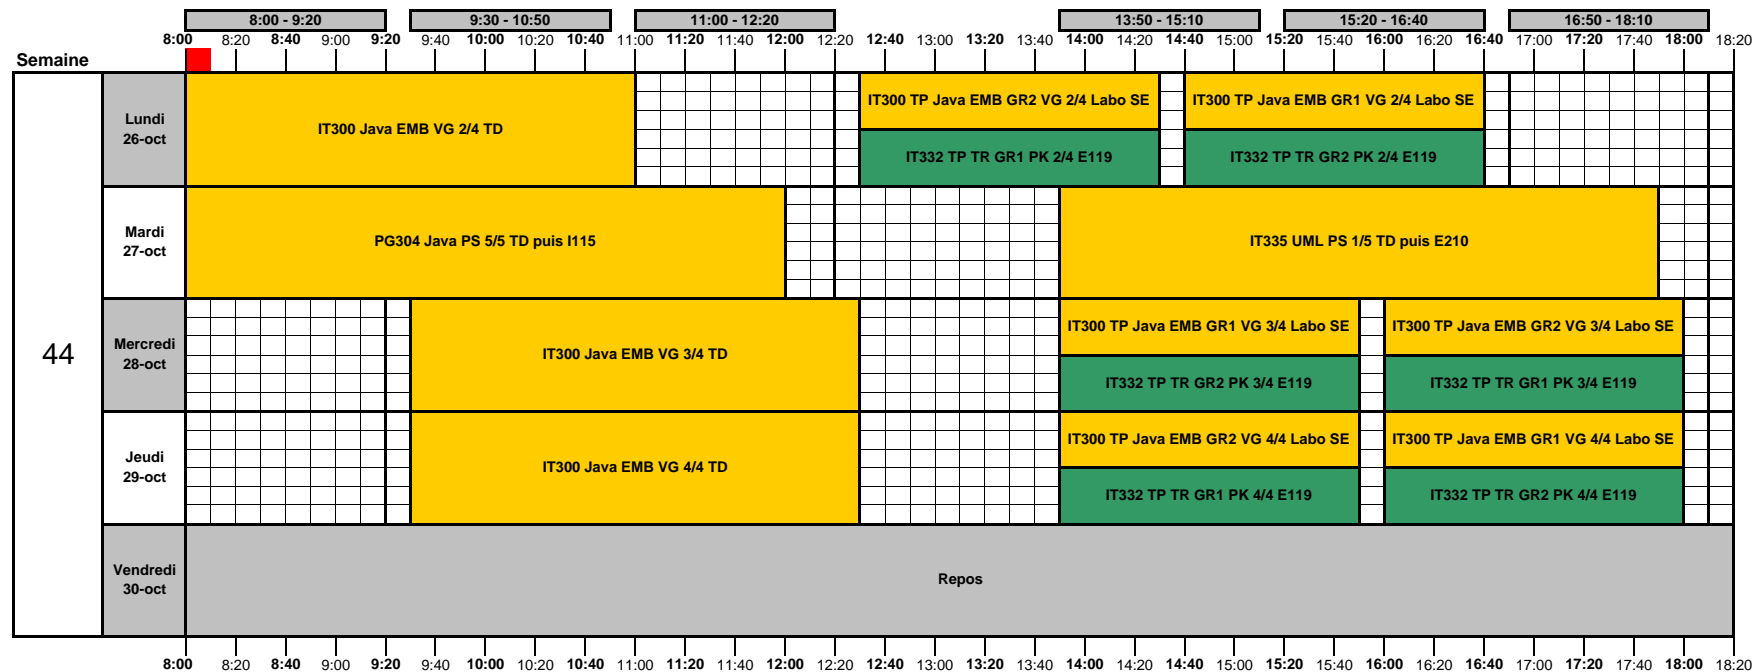 8:00 - 9:20 9:30 - 10:50 11:00 - 12:20 13:50 - 15:10 15:20 - 16:40 16:50 - 18:10
8:00 8:20 8:40 9:00 9:20 9:40 10:00 10:20 10:40 11:00 11:20 11:40 12:00 12:20 12:40 13:00 13:20 13:40 14:00 14:20 14:40 15:00 15:20 15:40 16:00 16:20 16:40 17:00 17:20 17:40 18:00 18:20
Semaine
44
Lundi
26-oct
IT300 Java EMB VG 2/4 TD
IT300 TP Java EMB GR2 VG 2/4 Labo SE
IT300 TP Java EMB GR1 VG 2/4 Labo SE
IT332 TP TR GR1 PK 2/4 E119
IT332 TP TR GR2 PK 2/4 E119
Mardi
27-oct
PG304 Java PS 5/5 TD puis I115
IT335 UML PS 1/5 TD puis E210
Mercredi
28-oct
IT300 Java EMB VG 3/4 TD
IT300 TP Java EMB GR1 VG 3/4 Labo SE
IT300 TP Java EMB GR2 VG 3/4 Labo SE
IT332 TP TR GR2 PK 3/4 E119
IT332 TP TR GR1 PK 3/4 E119
Jeudi
29-oct
IT300 Java EMB VG 4/4 TD
IT300 TP Java EMB GR2 VG 4/4 Labo SE
IT300 TP Java EMB GR1 VG 4/4 Labo SE
IT332 TP TR GR1 PK 4/4 E119
IT332 TP TR GR2 PK 4/4 E119
Vendredi
30-oct
Repos
8:00 8:20 8:40 9:00 9:20 9:40 10:00 10:20 10:40 11:00 11:20 11:40 12:00 12:20 12:40 13:00 13:20 13:40 14:00 14:20 14:40 15:00 15:20 15:40 16:00 16:20 16:40 17:00 17:20 17:40 18:00 18:20